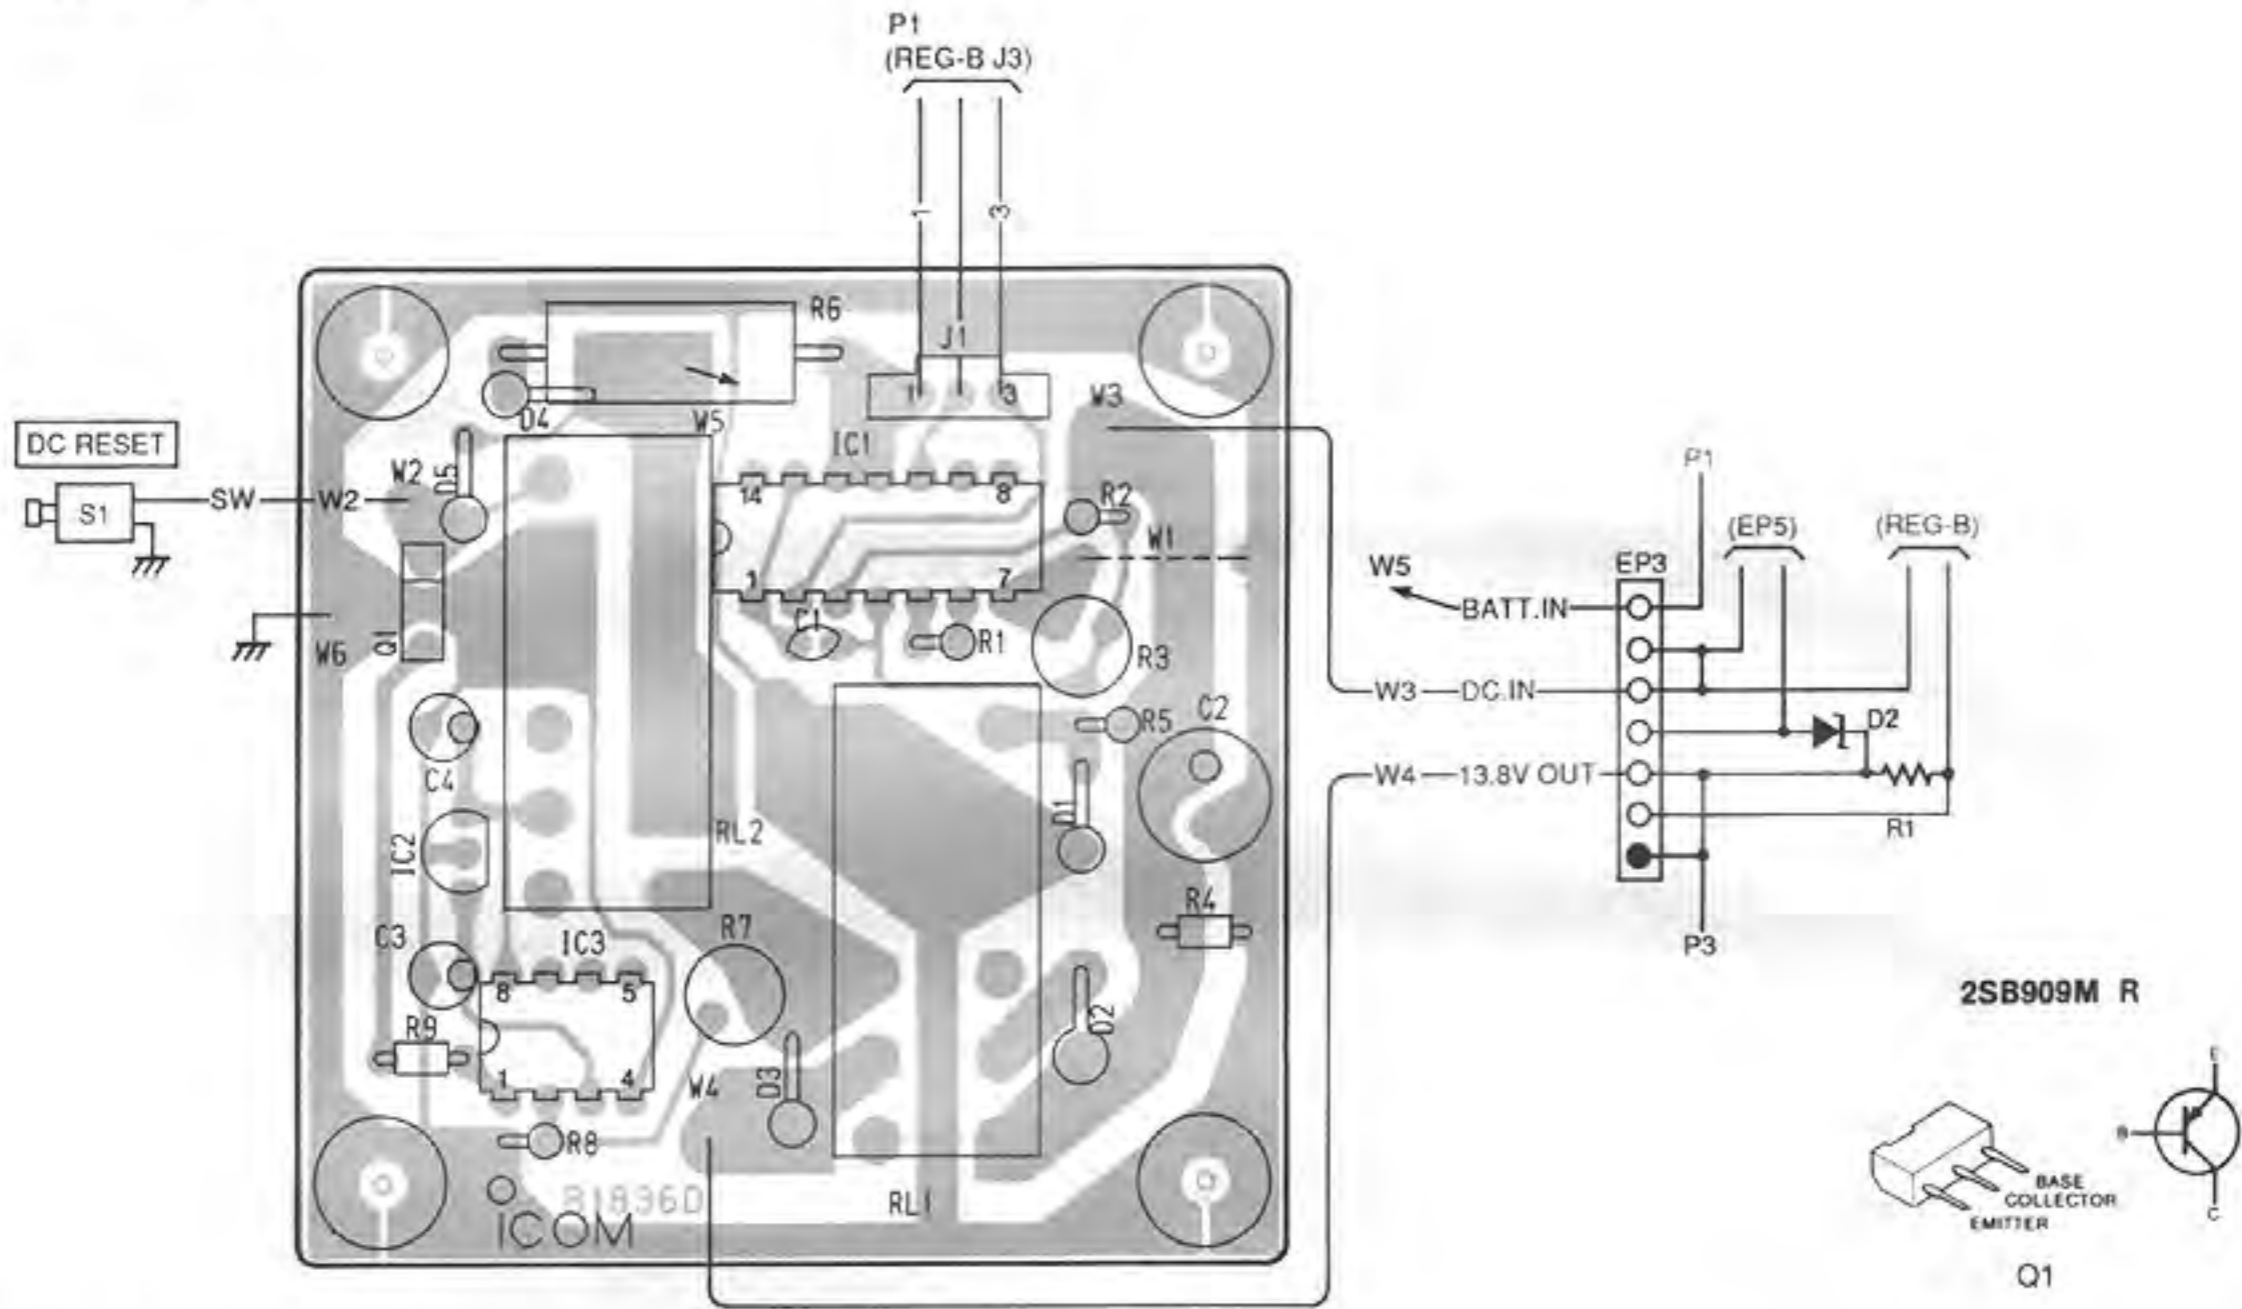 P1
(REG-B J3)
1
3
R6
J1
1
3
W3
D4
W5
DC RESET
S1
SW
W2
W2
D5
IC1
14
8
R2
W1
1
7
C1
R1
R3
W6
Q1
R5
C2
C4
D1
RL2
IC2
R4
C3
IC3
R7
8
5
R9
D2
1
4
W4
D3
R8
B1836D
iCOM
RL1
P1
(EP5)
(REG-B)
W5
EP3
BATT.IN
W3
DC.IN
D2
W4
13.8V OUT
R1
P3
2SB909M R
E
B
C
BASE
COLLECTOR
EMITTER
Q1